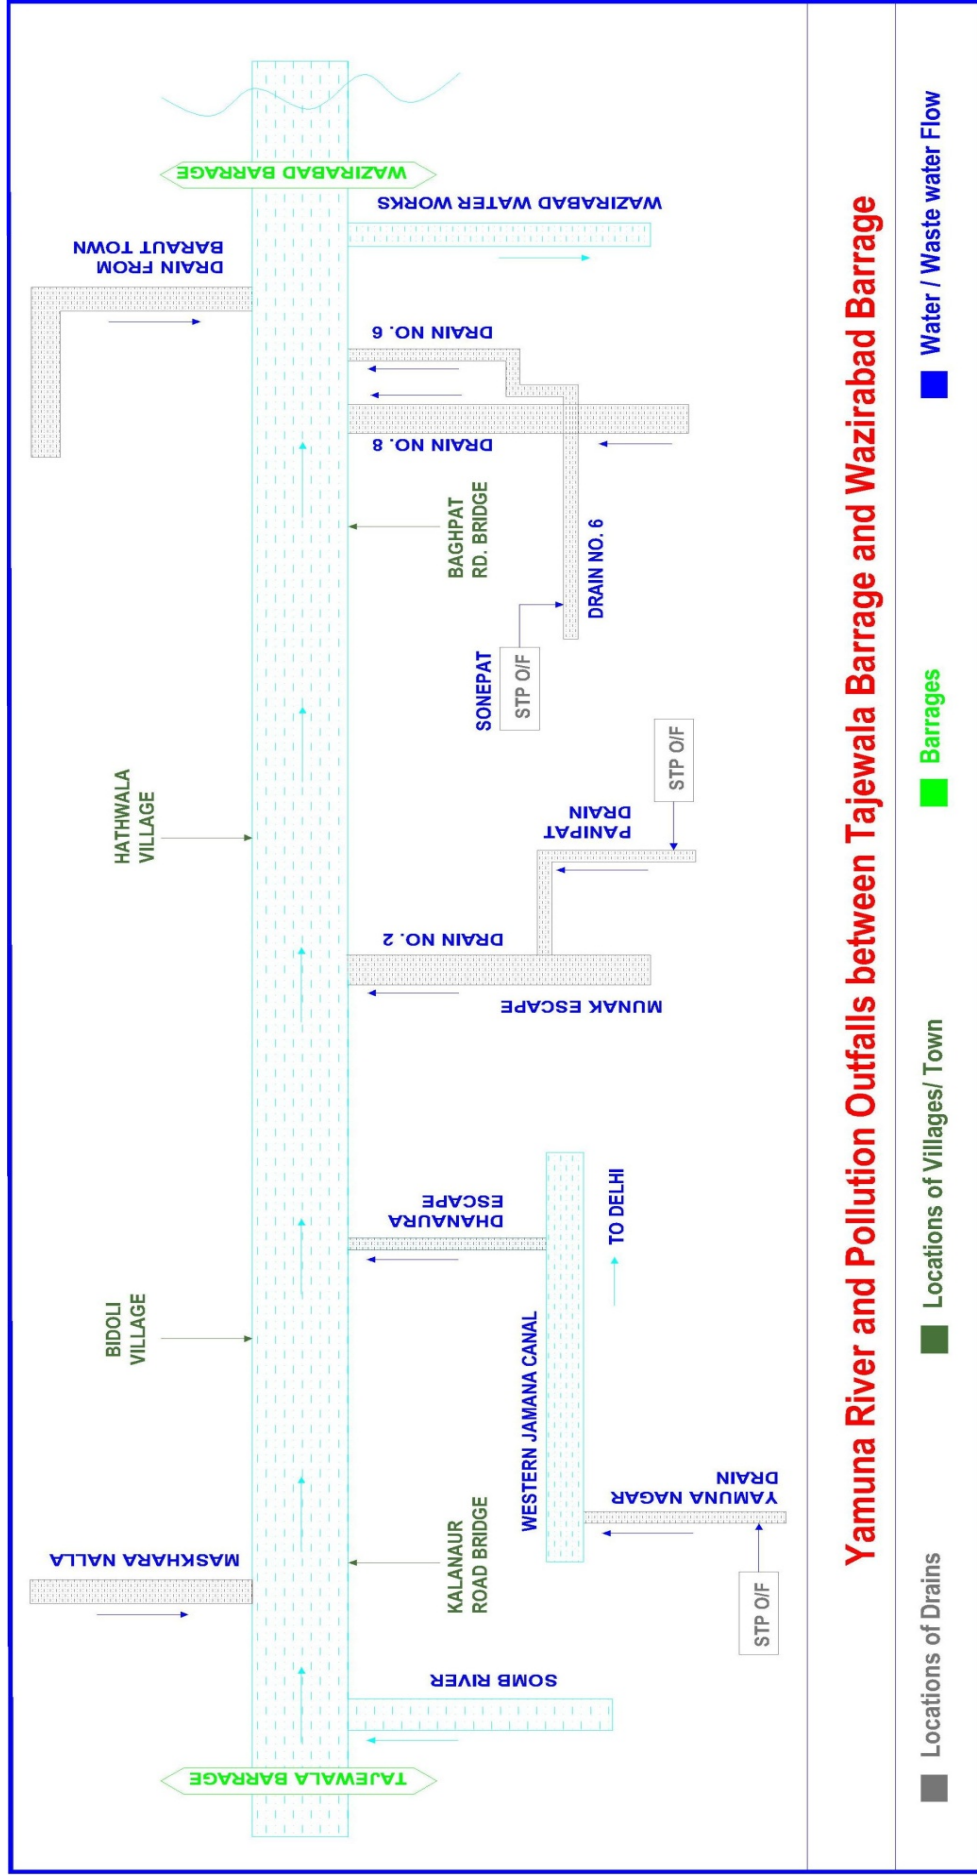 TAJEWALA BARRAGE
SOMB RIVER
MASKHARA NALLA
KALANAUR
ROAD BRIDGE
STP O/F
YAMUNA NAGAR
DRAIN
WESTERN JAMANA CANAL
TO DELHI
BIDOLI
VILLAGE
DHANAURA
ESCAPE
MUNAK ESCAPE
DRAIN NO. 2
PANIPAT
DRAIN
STP O/F
HATHWALA
VILLAGE
SONEPAT
STP O/F
DRAIN NO. 6
BAGHPAT
RD. BRIDGE
DRAIN NO. 8
DRAIN NO. 6
DRAIN FROM
BARAUT TOWN
WAZIRABAD WATER WORKS
WAZIRABAD BARRAGE
Yamuna River and Pollution Outfalls between Tajewala Barrage and Wazirabad Barrage
Locations of Drains
Locations of Villages/ Town
Barrages
Water / Waste water Flow